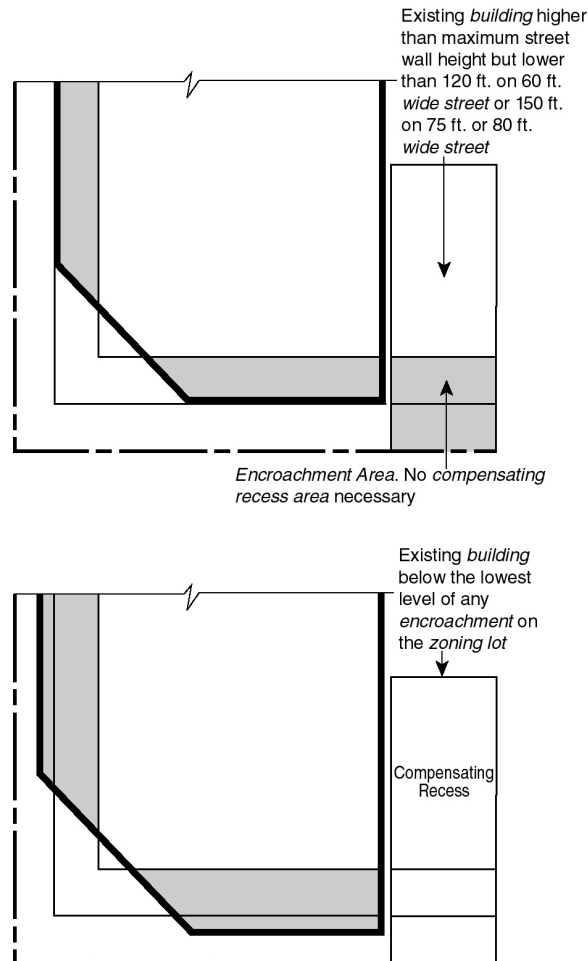 Existing building higher
than maximum street
wall height but lower
than 120 ft. on 60 ft.
wide street or 150 ft.
on 75 ft. or 80 ft.
wide street
Encroachment Area. No compensating
recess area necessary
Existing building
below the lowest
level of any
encroachment on
the zoning lot
Compensating
Recess